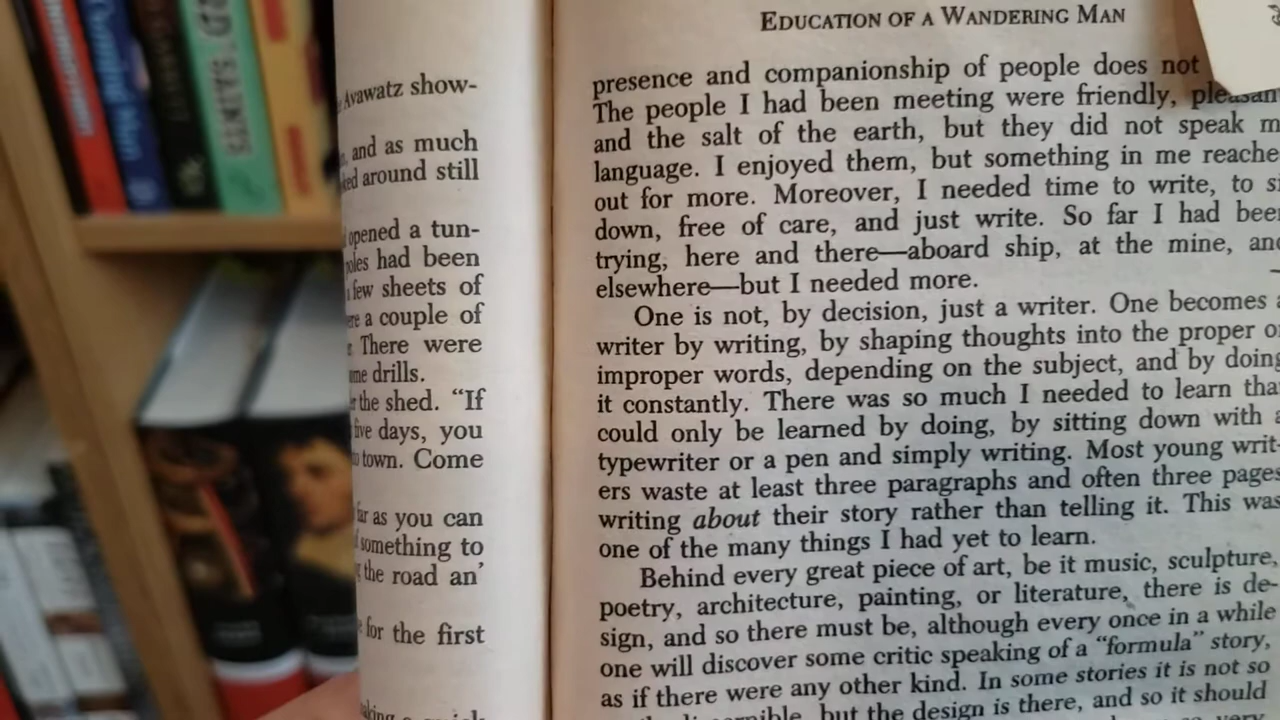 Avawatz show-
and as much
around still
opened a tun-
had been
few sheets of
a couple of
There were
drills.
the shed. “If
five days, you
town. Come
as you can
something to
the road an’
for the first
EDUCATION OF A WANDERING MAN
presence and companionship of people does not
The people I had been meeting were friendly, pleasan
and the salt of the earth, but they did not speak m
language. I enjoyed them, but something in me reache
out for more. Moreover, I needed time to write, to si
down, free of care, and just write. So far I had been
trying, here and there—aboard ship, at the mine, and
elsewhere—but I needed more.
One is not, by decision, just a writer. One becomes a
writer by writing, by shaping thoughts into the proper or
improper words, depending on the subject, and by doing
it constantly. There was so much I needed to learn tha
could only be learned by doing, by sitting down with a
typewriter or a pen and simply writing. Most young writ-
ers waste at least three paragraphs and often three pages
writing about their story rather than telling it. This was
one of the many things I had yet to learn.
Behind every great piece of art, be it music, sculpture,
poetry, architecture, painting, or literature, there is de-
sign, and so there must be, although every once in a while
one will discover some critic speaking of a “formula” story,
as if there were any other kind. In some stories it is not so
but the design is there, and so it should